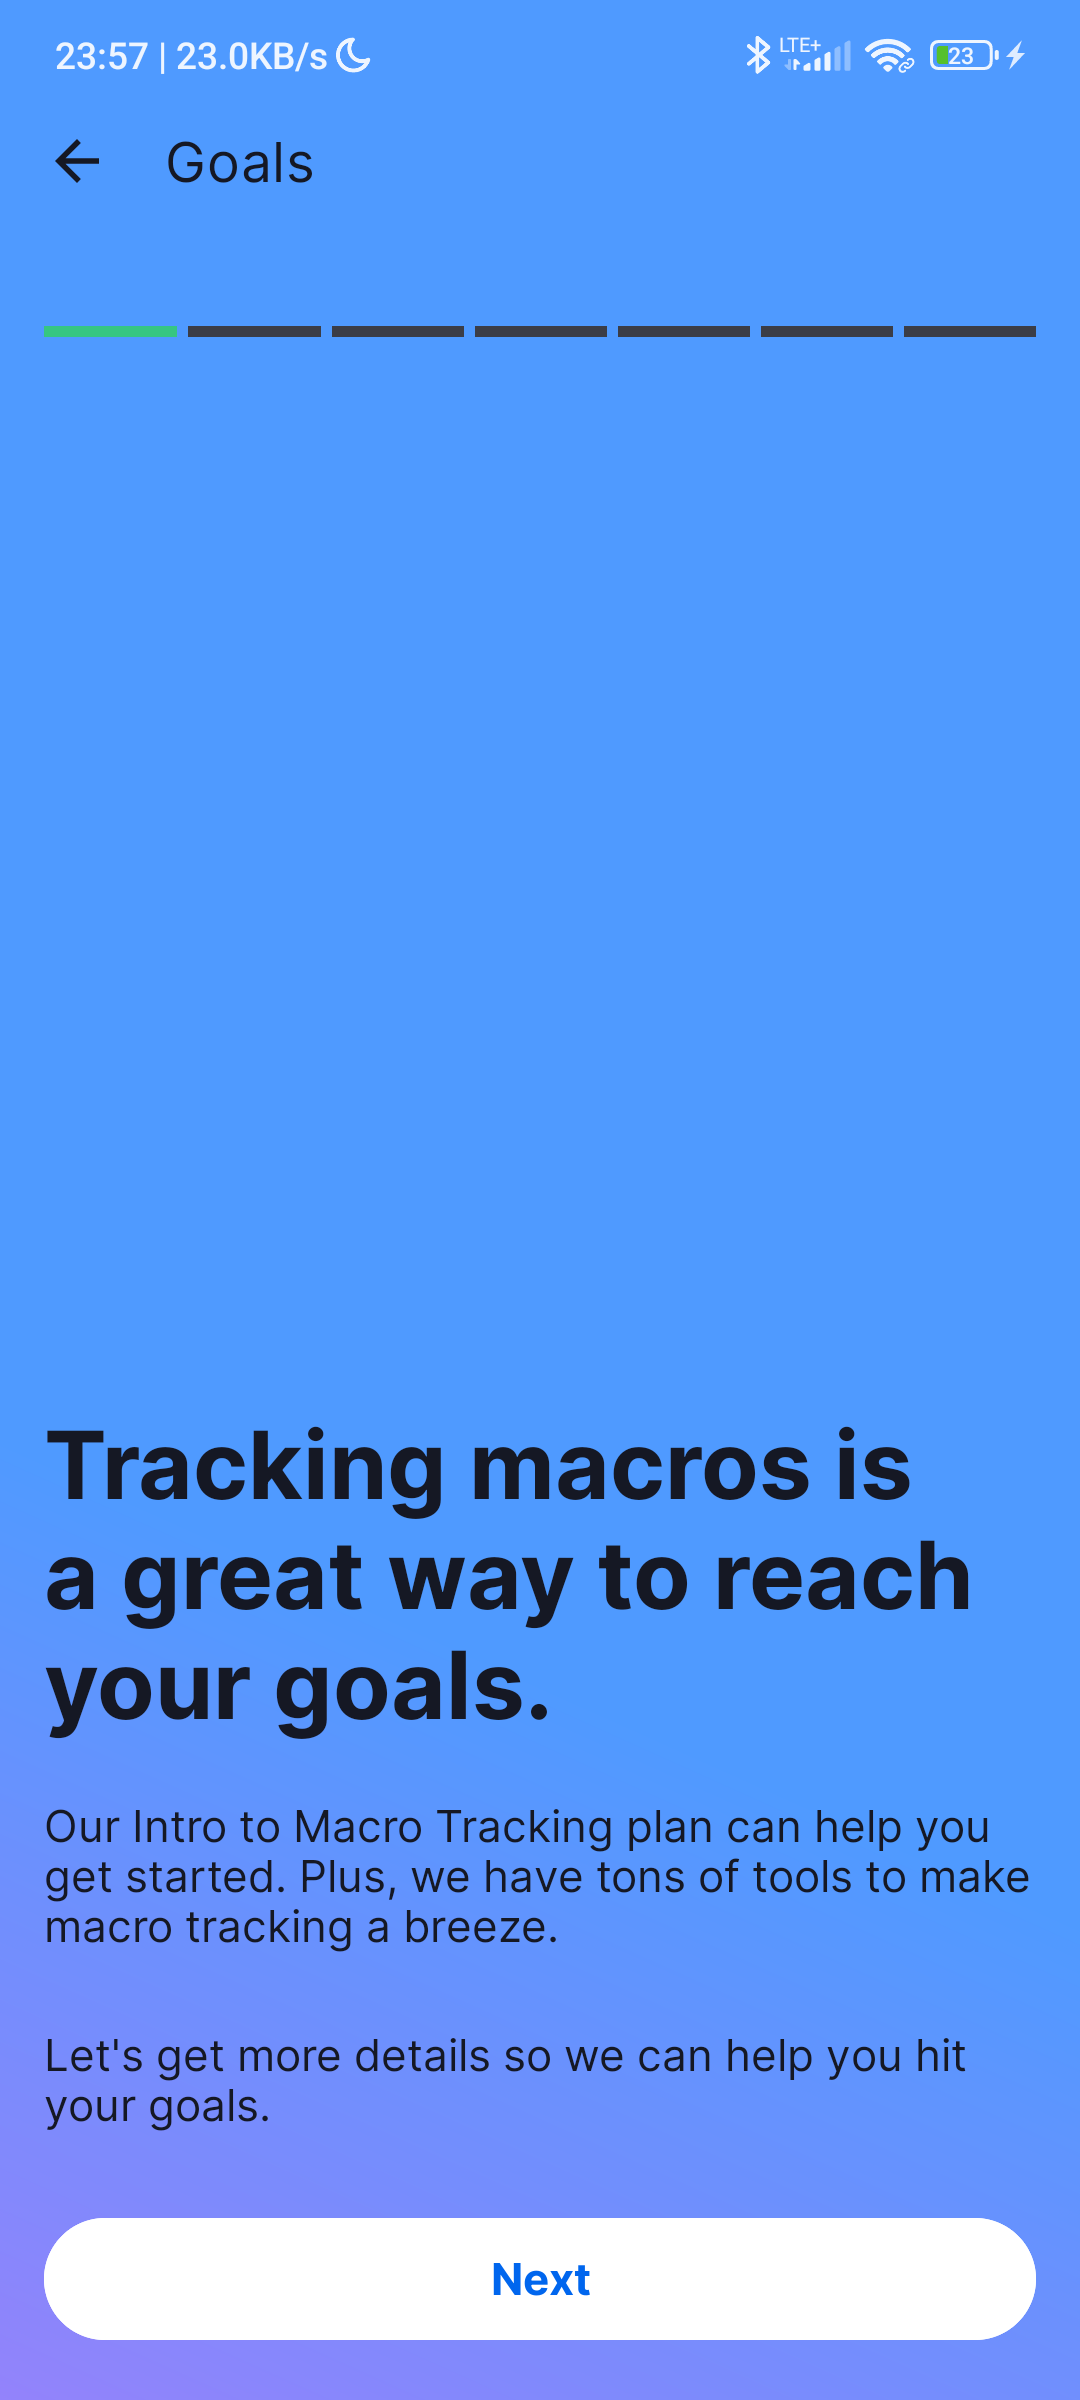 23:57 | 23.0KB/s
LTE+
23
Goals
Tracking macros is
a great way to reach
your goals.
Our Intro to Macro Tracking plan can help you
get started. Plus, we have tons of tools to make
macro tracking a breeze.
Let's get more details so we can help you hit
your goals.
Next